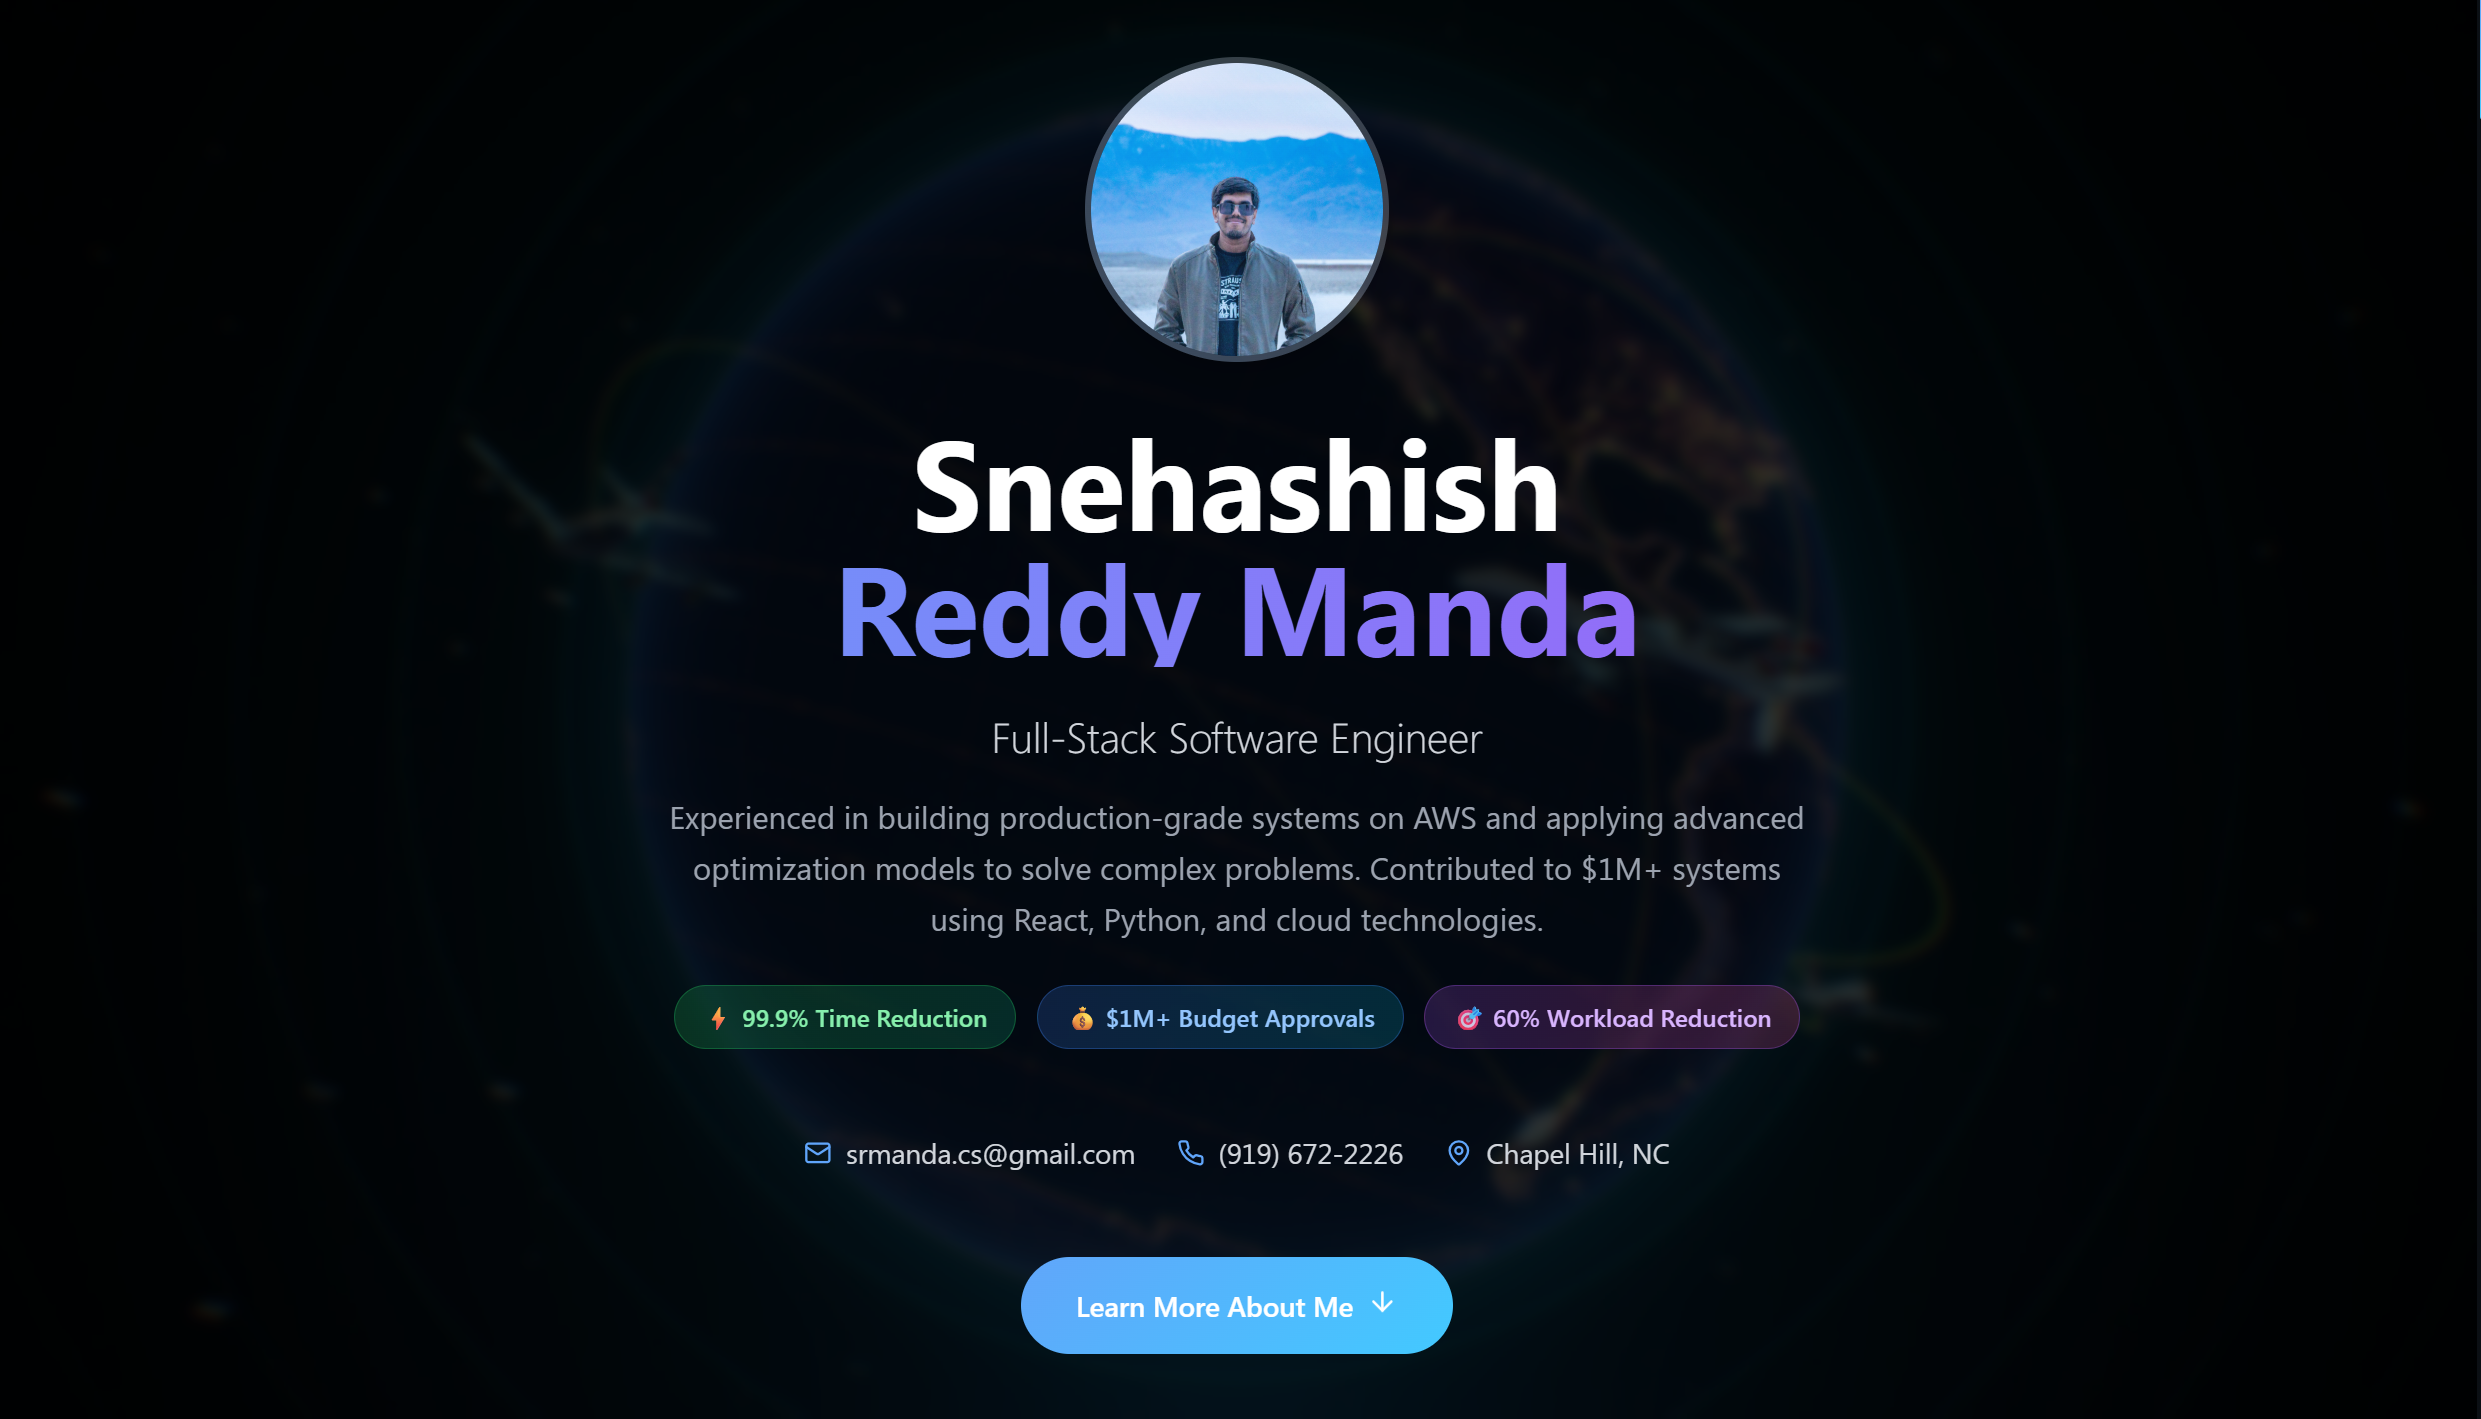 Snehashish
Reddy Manda
Full-Stack Software Engineer
Experienced in building production-grade systems on AWS and applying advanced
optimization models to solve complex problems. Contributed to $1M+ systems
using React, Python, and cloud technologies.
99.9% Time Reduction
$1M+ Budget Approvals
60% Workload Reduction
srmanda.cs@gmail.com
(919) 672-2226
Chapel Hill, NC
Learn More About Me